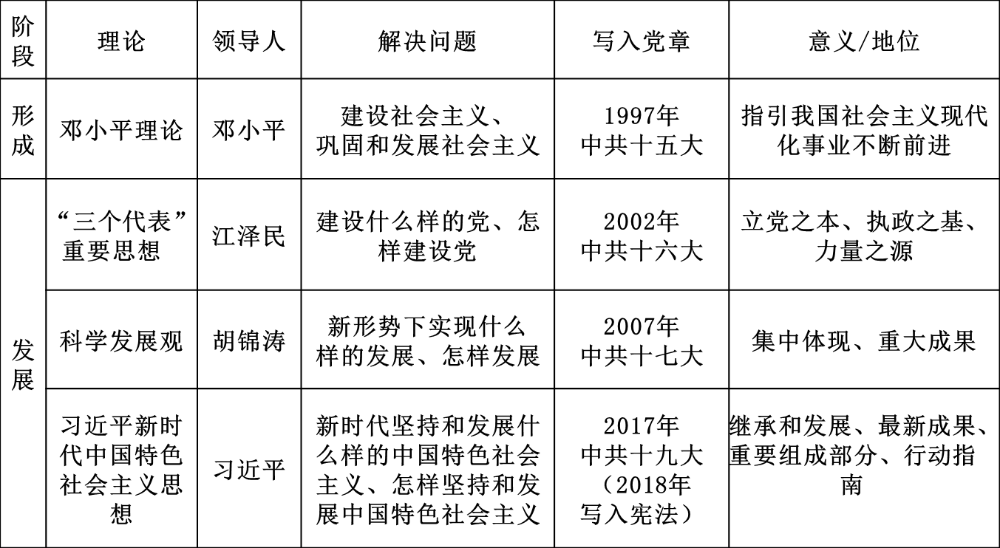 阶段
理论
领导人
解决问题
写入党章
意义/地位
形成
邓小平理论
邓小平
建设社会主义、
巩固和发展社会主义
1997年
中共十五大
指引我国社会主义现代
化事业不断前进
发展
“三个代表”
重要思想
江泽民
建设什么样的党、怎
样建设党
2002年
中共十六大
立党之本、执政之基、
力量之源
科学发展观
胡锦涛
新形势下实现什么
样的发展、怎样发展
2007年
中共十七大
集中体现、重大成果
习近平新时
代中国特色
社会主义思
想
习近平
新时代坚持和发展什
么样的中国特色社会
主义、怎样坚持和发
展中国特色社会主义
2017年
中共十九大
（2018年
写入宪法）
继承和发展、最新成果、
重要组成部分、行动指
南